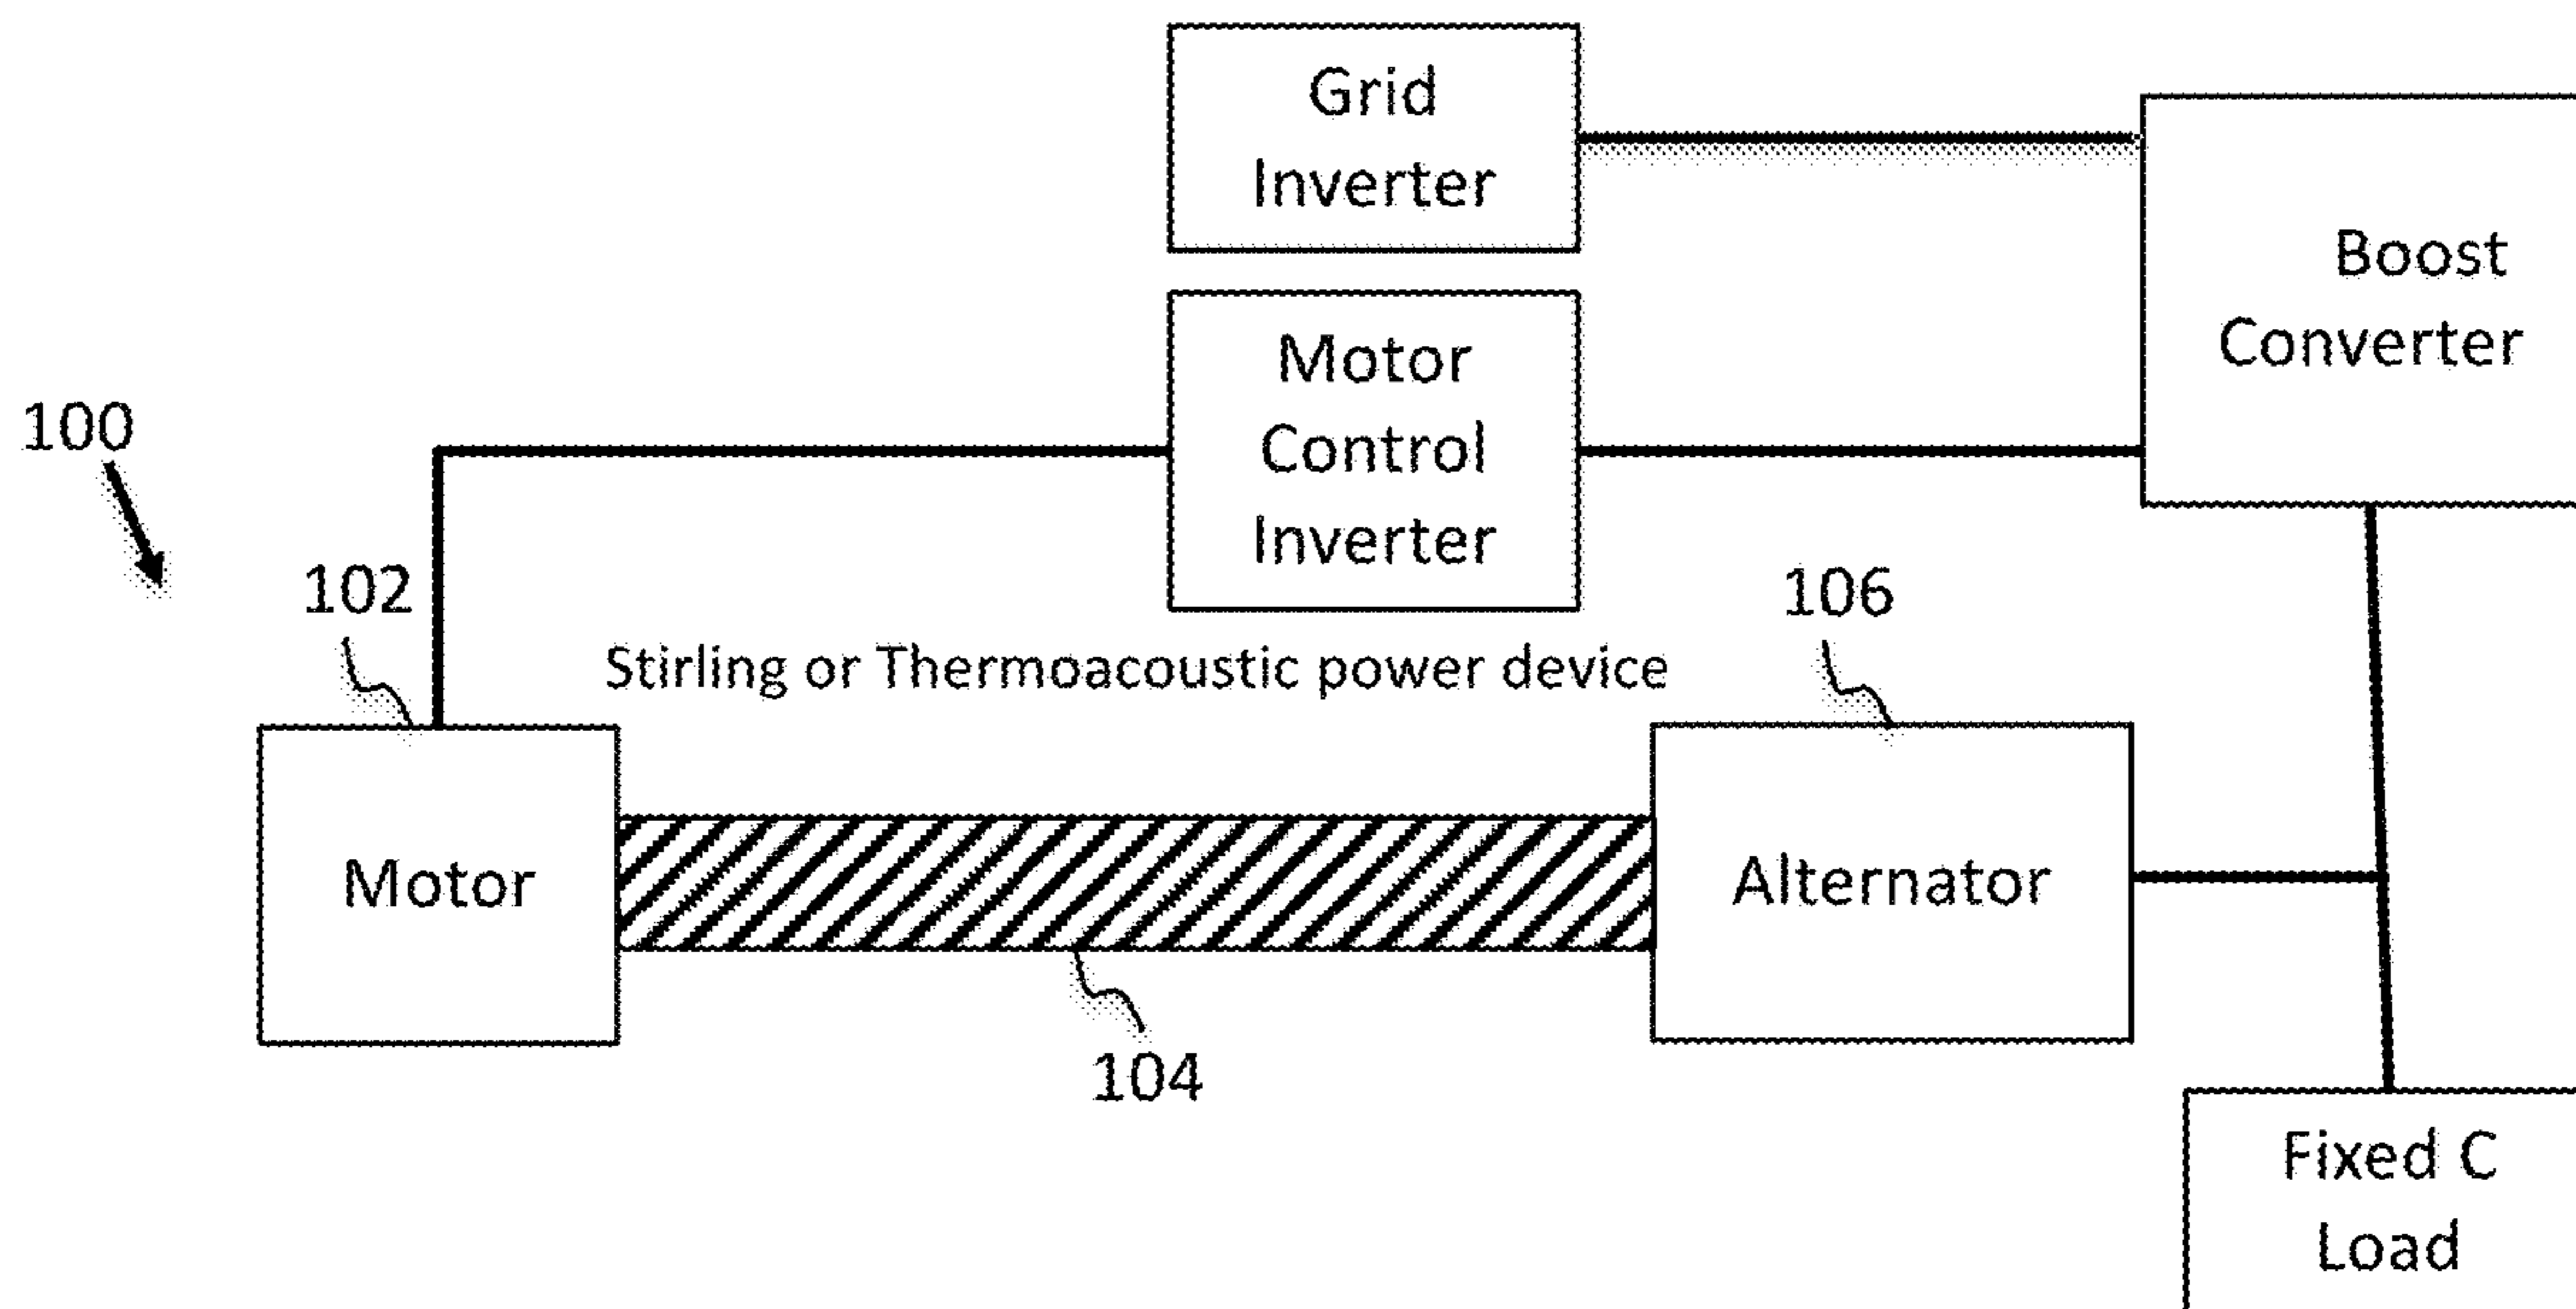 Grid
Inverter
Boost
Converter
Motor
Control
Inverter
100
102
106
Stirling or Thermoacoustic power device
Motor
Alternator
104
Fixed C
Load